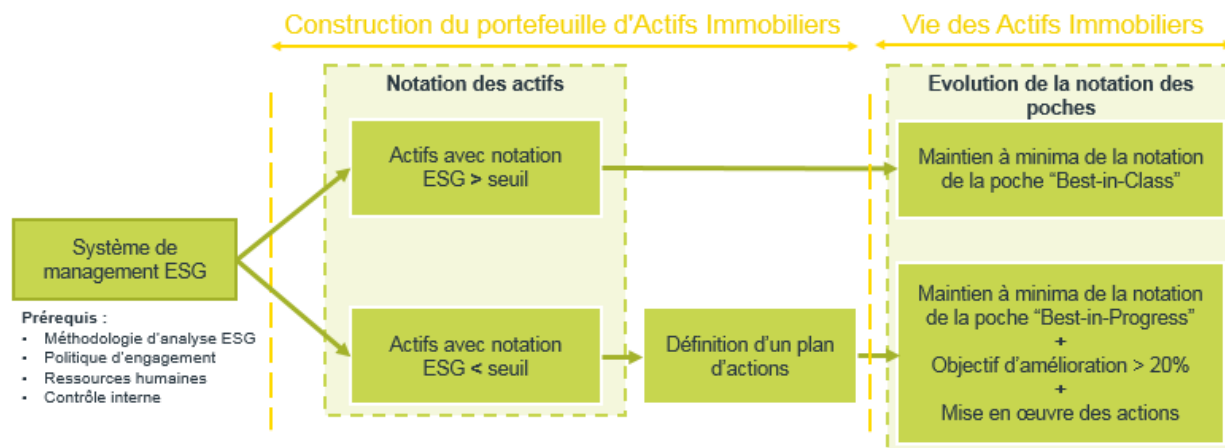 Construction du portefeuille d'Actifs Immobiliers
Vie des Actifs Immobiliers
Notation des actifs
Evolution de la notation des
poches
Actifs avec notation
ESG > seuil
Maintien à minima de la notation
de la poche “Best-in-Class”
Système de
management ESG
Prérequis :
• Méthodologie d'analyse ESG
• Politique d'engagement
• Ressources humaines
• Contrôle interne
Actifs avec notation
ESG < seuil
Définition d'un plan
d'actions
Maintien à minima de la notation
de la poche “Best-in-Progress”
+
Objectif d'amélioration > 20%
+
Mise en œuvre des actions